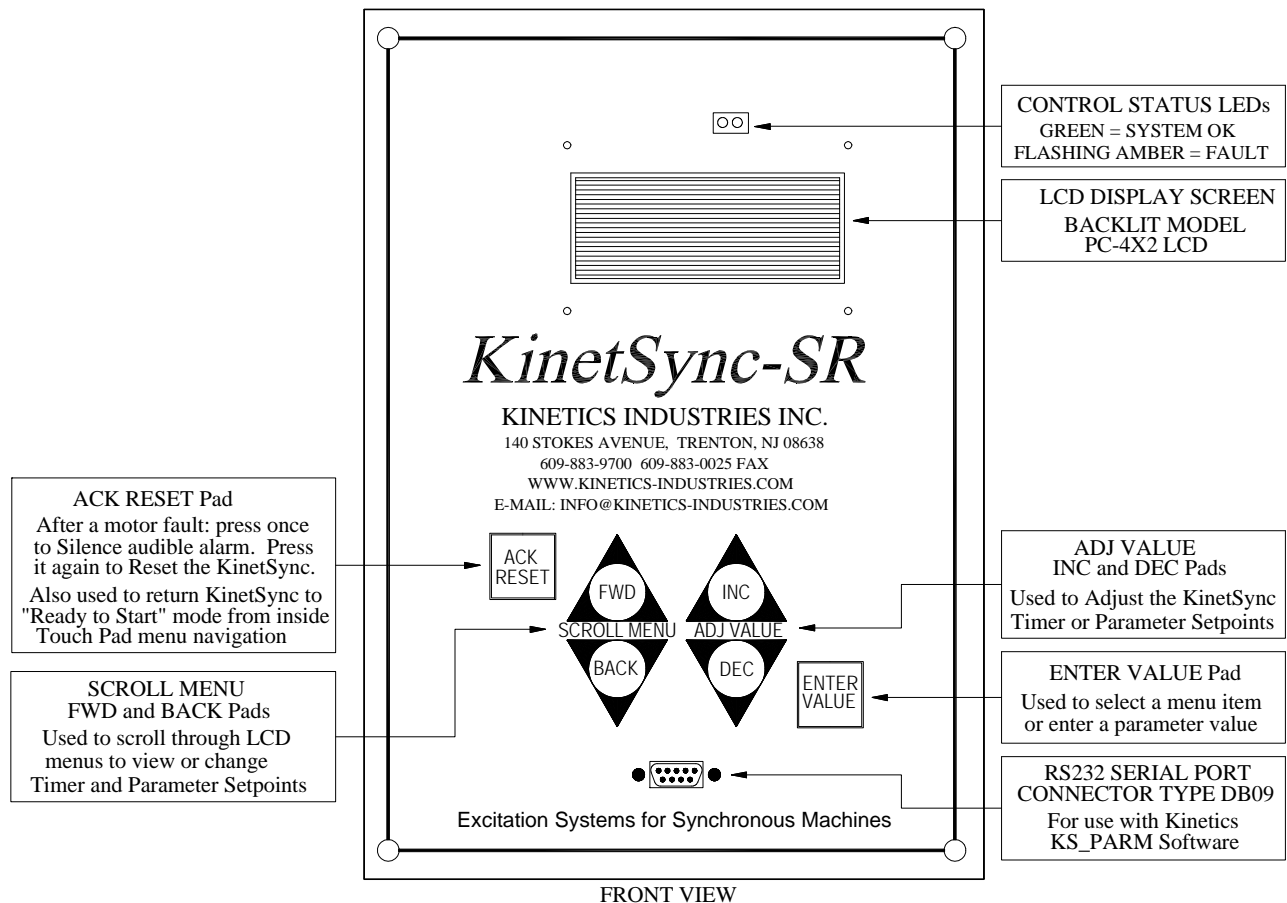 CONTROL STATUS LEDs
GREEN = SYSTEM OK
FLASHING AMBER = FAULT
LCD DISPLAY SCREEN
BACKLIT MODEL
PC-4X2 LCD
KinetSync-SR
KINETICS INDUSTRIES INC.
140 STOKES AVENUE, TRENTON, NJ 08638
609-883-9700 609-883-0025 FAX
WWW.KINETICS-INDUSTRIES.COM
E-MAIL: INFO@KINETICS-INDUSTRIES.COM
ACK RESET Pad
After a motor fault: press once
to Silence audible alarm. Press
it again to Reset the KinetSync.
Also used to return KinetSync to
"Ready to Start" mode from inside
Touch Pad menu navigation
SCROLL MENU
FWD and BACK Pads
Used to scroll through LCD
menus to view or change
Timer and Parameter Setpoints
ACK
RESET
FWD
SCROLL MENU
BACK
INC
ADJ VALUE
DEC
ENTER
VALUE
ADJ VALUE
INC and DEC Pads
Used to Adjust the KinetSync
Timer or Parameter Setpoints
ENTER VALUE Pad
Used to select a menu item
or enter a parameter value
RS232 SERIAL PORT
CONNECTOR TYPE DB09
For use with Kinetics
KS_PARM Software
Excitation Systems for Synchronous Machines
FRONT VIEW